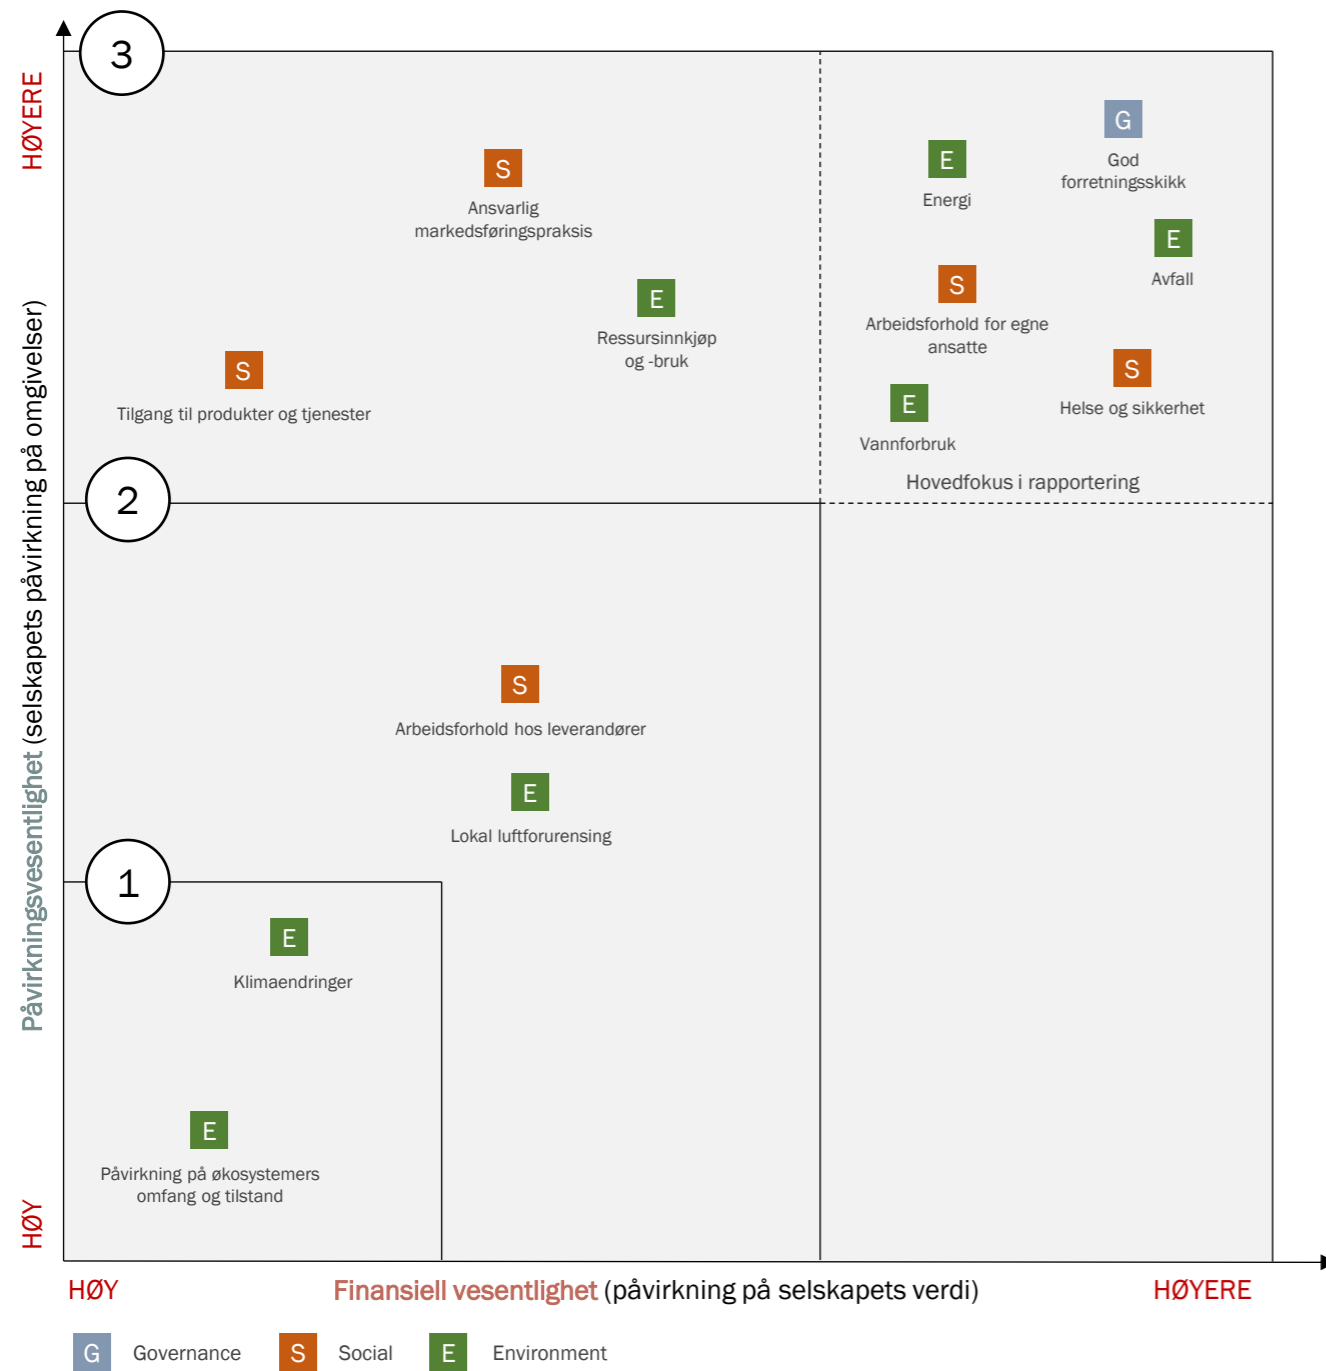 3
HØYERE
G
God
forretningsskikk
E
Energi
S
Ansvarlig
markedsføringspraksis
E
Avfall
S
Arbeidsforhold for egne
ansatte
E
Ressursinnkjøp
og -bruk
S
Tilgang til produkter og tjenester
S
Helse og sikkerhet
E
Vannforbruk
Hovedfokus i rapportering
2
Påvirkningsvesentlighet (selskapets påvirkning på omgivelser)
S
Arbeidsforhold hos leverandører
E
Lokal luftforurensing
1
E
Klimaendringer
E
Påvirkning på økosystemers
omfang og tilstand
HØY
HØY
Finansiell vesentlighet (påvirkning på selskapets verdi)
HØYERE
G Governance S Social E Environment